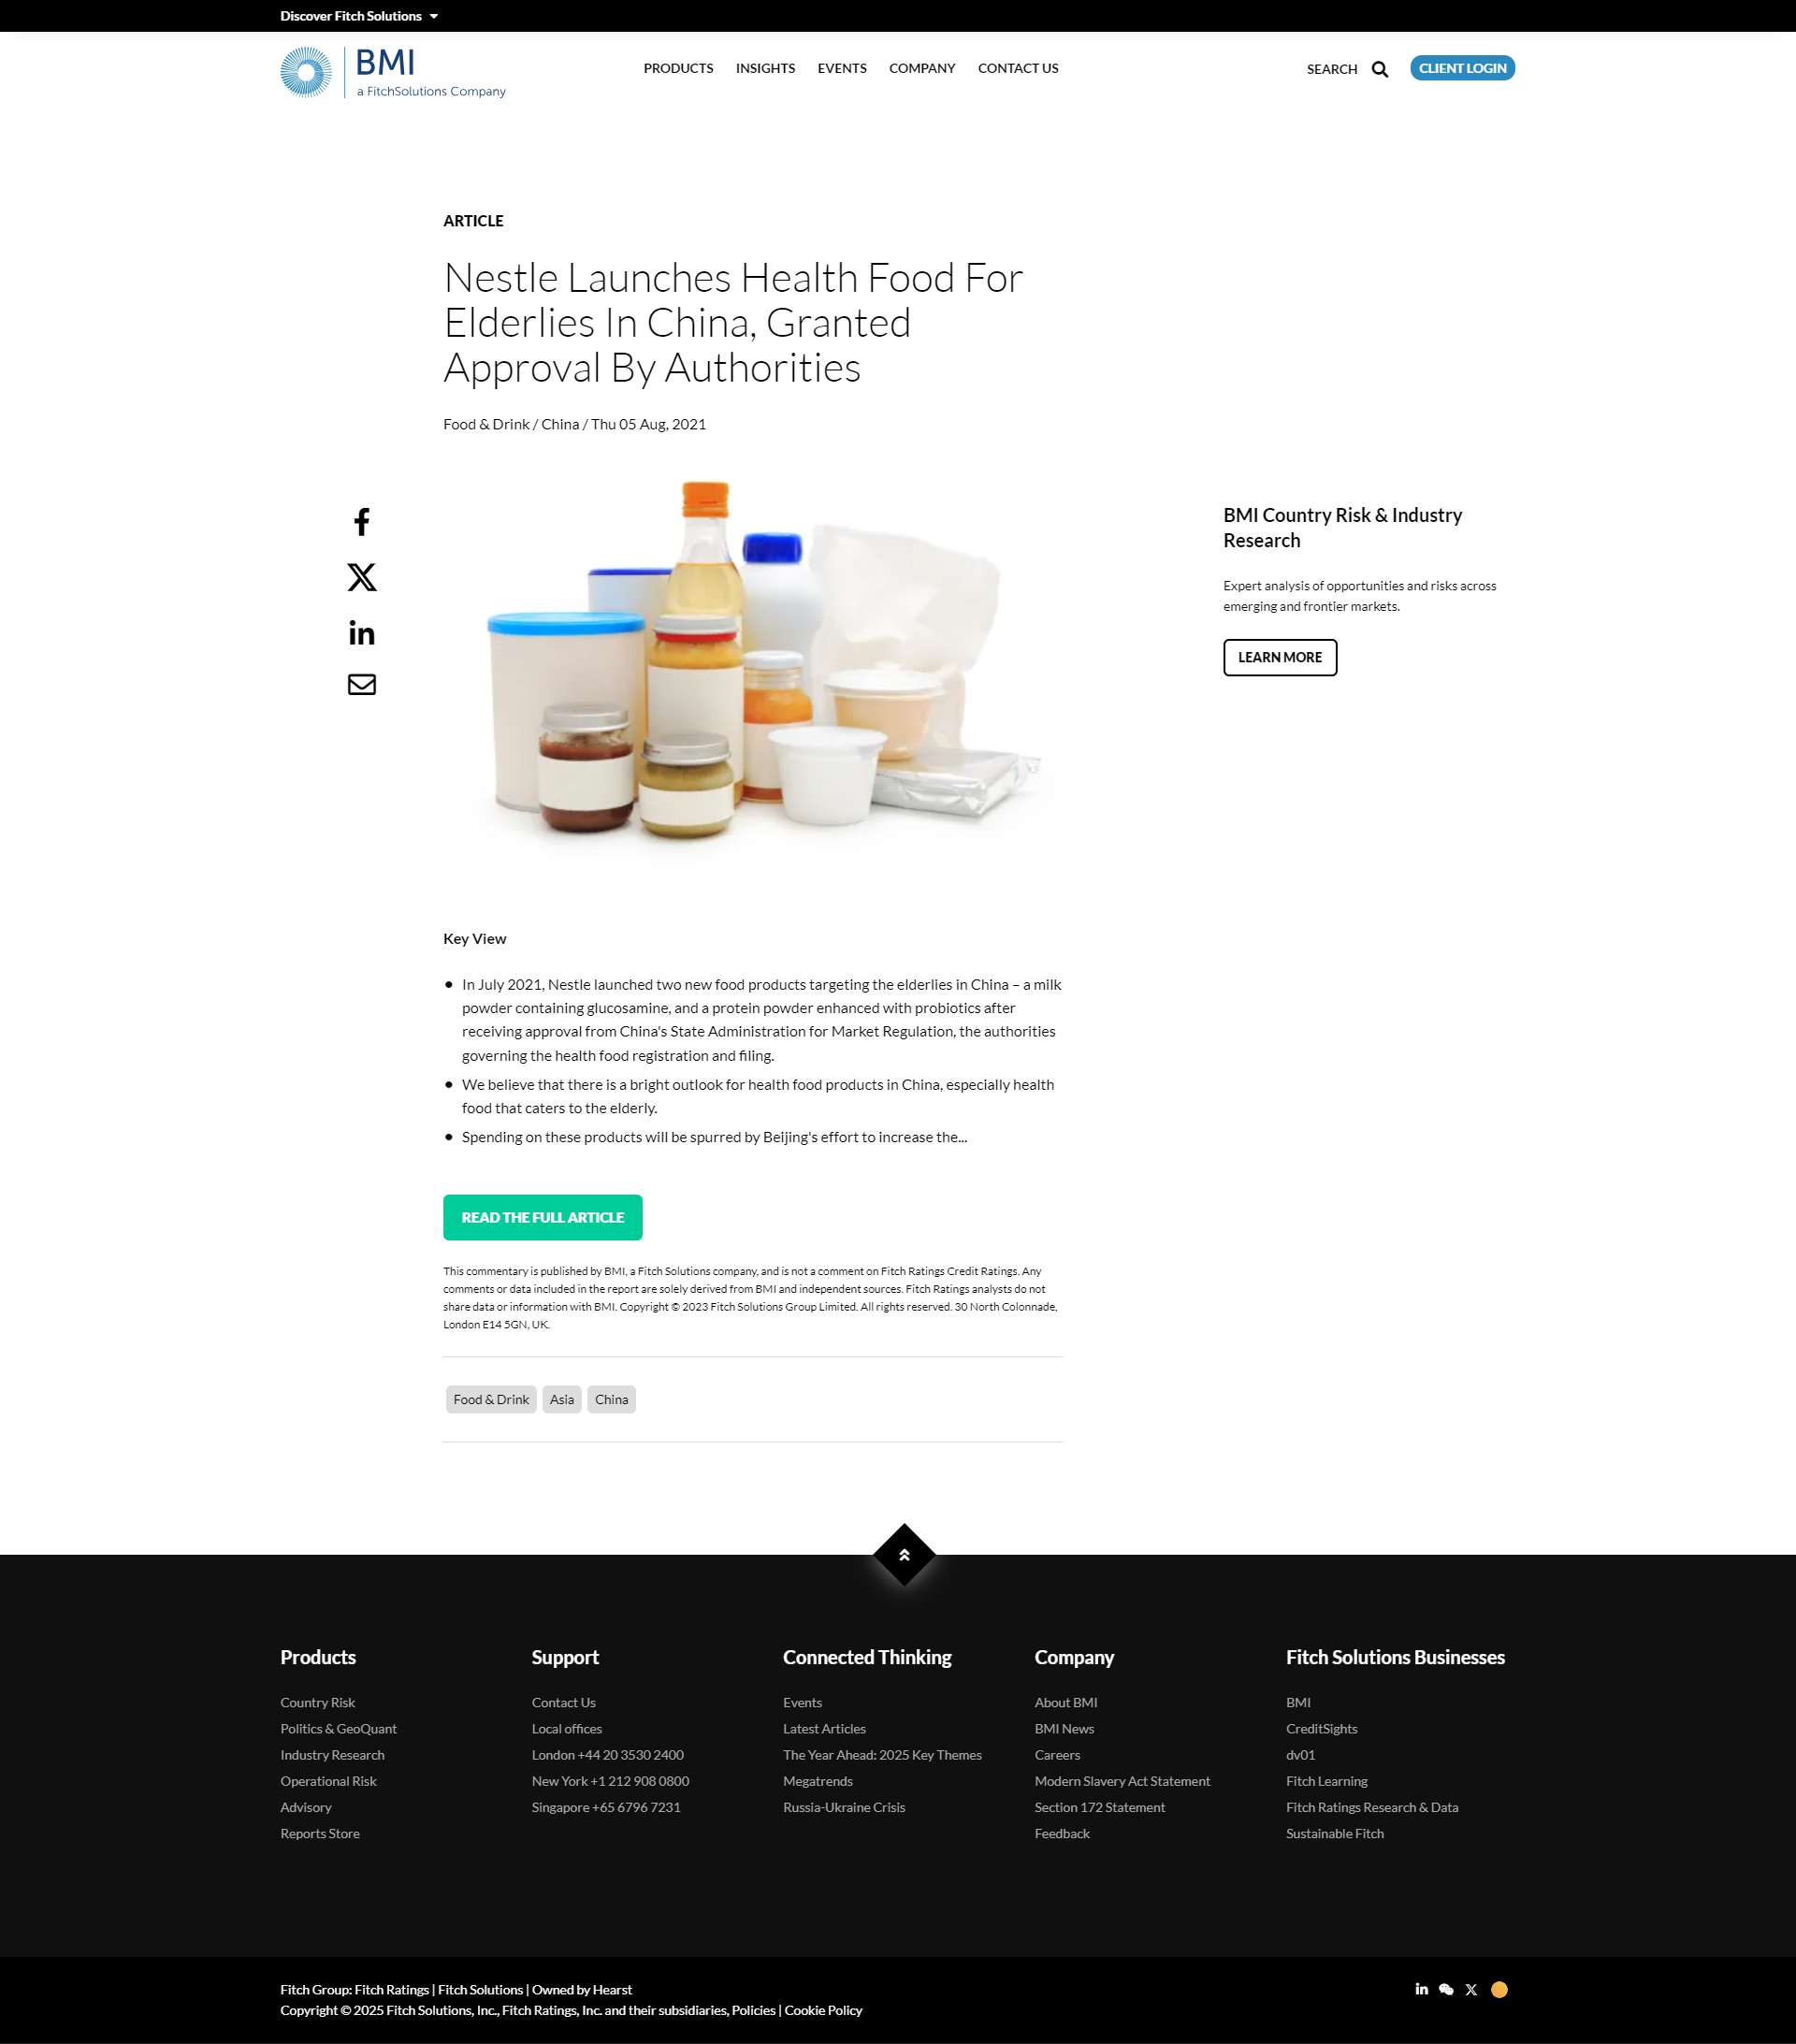 Discover Fitch Solutions
BMI
a FitchSolutions Company
PRODUCTS INSIGHTS EVENTS COMPANY CONTACT US
SEARCH
CLIENT LOGIN
ARTICLE
Nestle Launches Health Food For
Elderlies In China, Granted
Approval By Authorities
Food & Drink / China / Thu 05 Aug, 2021
BMI Country Risk & Industry
Research
Expert analysis of opportunities and risks across
emerging and frontier markets.
LEARN MORE
Key View
In July 2021, Nestle launched two new food products targeting the elderlies in China – a milk
powder containing glucosamine, and a protein powder enhanced with probiotics after
receiving approval from China's State Administration for Market Regulation, the authorities
governing the health food registration and filing.
We believe that there is a bright outlook for health food products in China, especially health
food that caters to the elderly.
Spending on these products will be spurred by Beijing's effort to increase the...
READ THE FULL ARTICLE
This commentary is published by BMI, a Fitch Solutions company, and is not a comment on Fitch Ratings Credit Ratings. Any
comments or data included in the report are solely derived from BMI and independent sources. Fitch Ratings analysts do not
share data or information with BMI. Copyright © 2023 Fitch Solutions Group Limited. All rights reserved. 30 North Colonnade,
London E14 5GN, UK.
Food & Drink Asia China
Products
Country Risk
Politics & GeoQuant
Industry Research
Operational Risk
Advisory
Reports Store
Support
Contact Us
Local offices
London +44 20 3530 2400
New York +1 212 908 0800
Singapore +65 6796 7231
Connected Thinking
Events
Latest Articles
The Year Ahead: 2025 Key Themes
Megatrends
Russia-Ukraine Crisis
Company
About BMI
BMI News
Careers
Modern Slavery Act Statement
Section 172 Statement
Feedback
Fitch Solutions Businesses
BMI
CreditSights
dv01
Fitch Learning
Fitch Ratings Research & Data
Sustainable Fitch
Fitch Group: Fitch Ratings | Fitch Solutions | Owned by Hearst
Copyright © 2025 Fitch Solutions, Inc., Fitch Ratings, Inc. and their subsidiaries, Policies | Cookie Policy